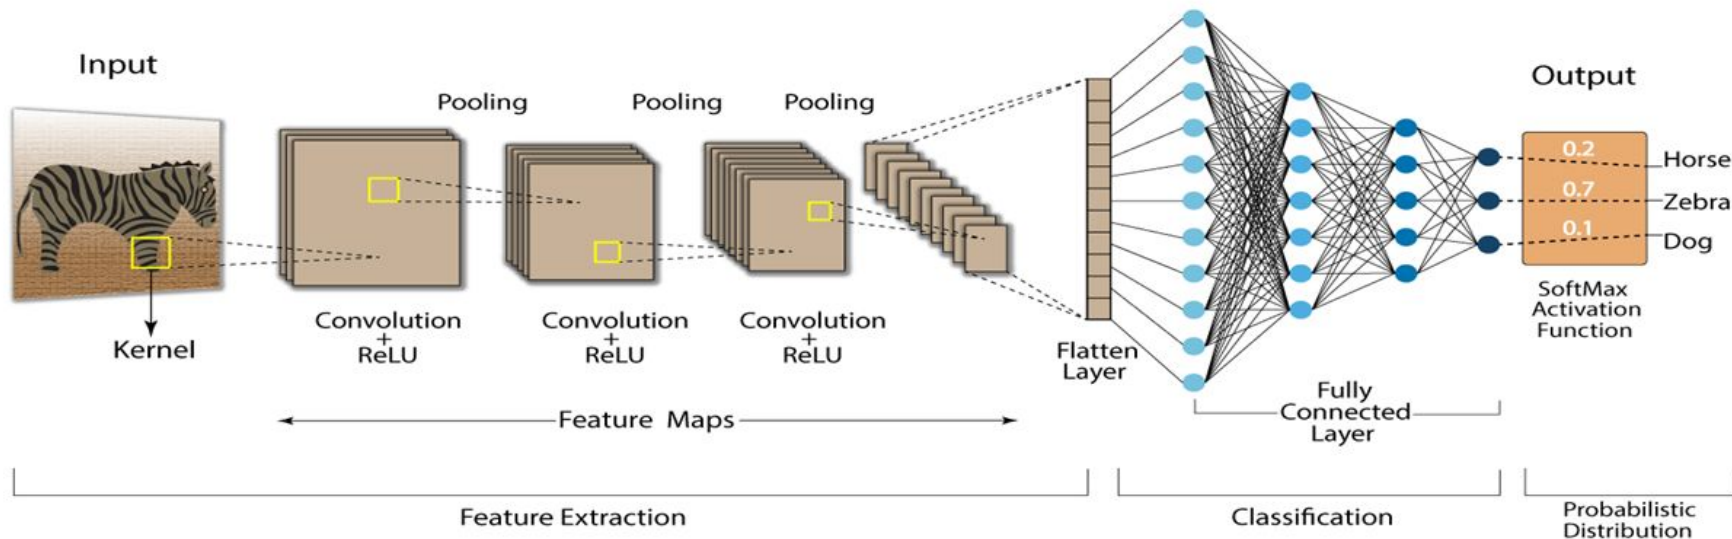 Input
Output
Pooling
Pooling
Pooling
0.2
Horse
0.7
Zebra
0.1
Dog
Kernel
Convolution
+
ReLU
Convolution
+
ReLU
Convolution
+
ReLU
Flatten
Layer
SoftMax
Activation
Function
Feature Maps
Fully
Connected
Layer
Feature Extraction
Classification
Probabilistic
Distribution